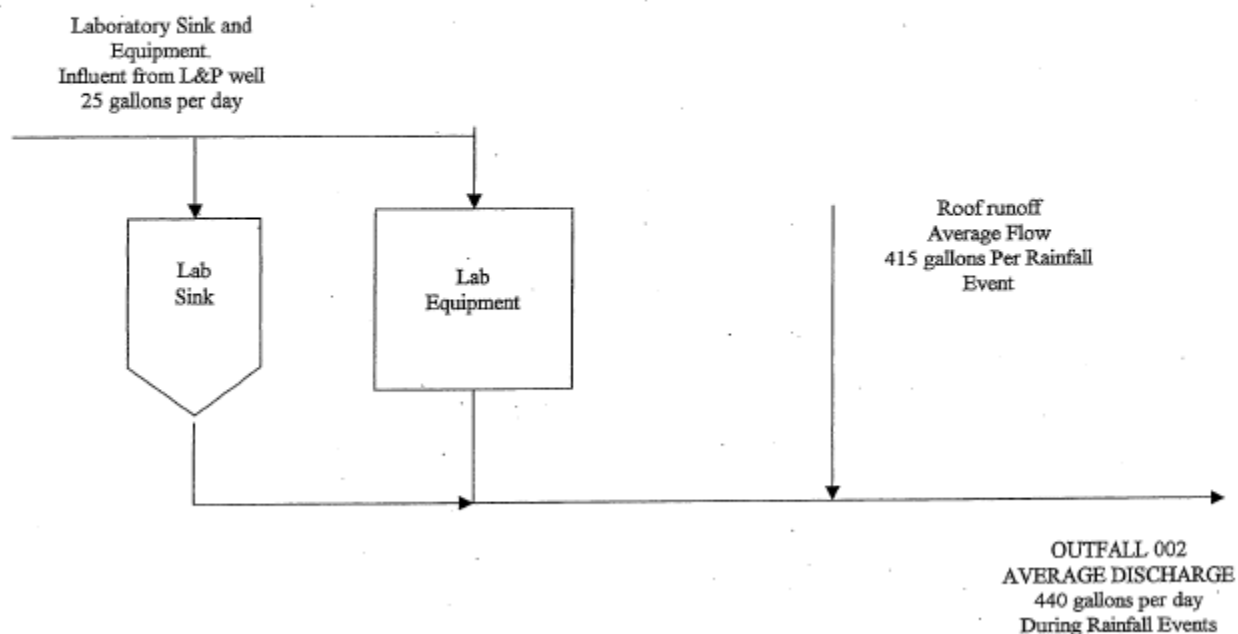 Laboratory Sink and
Equipment.
Influent from L&P well
25 gallons per day
Lab
Sink
Lab
Equipment
Roof runoff
Average Flow
415 gallons Per Rainfall
Event
OUTFALL 002
AVERAGE DISCHARGE
440 gallons per day
During Rainfall Events